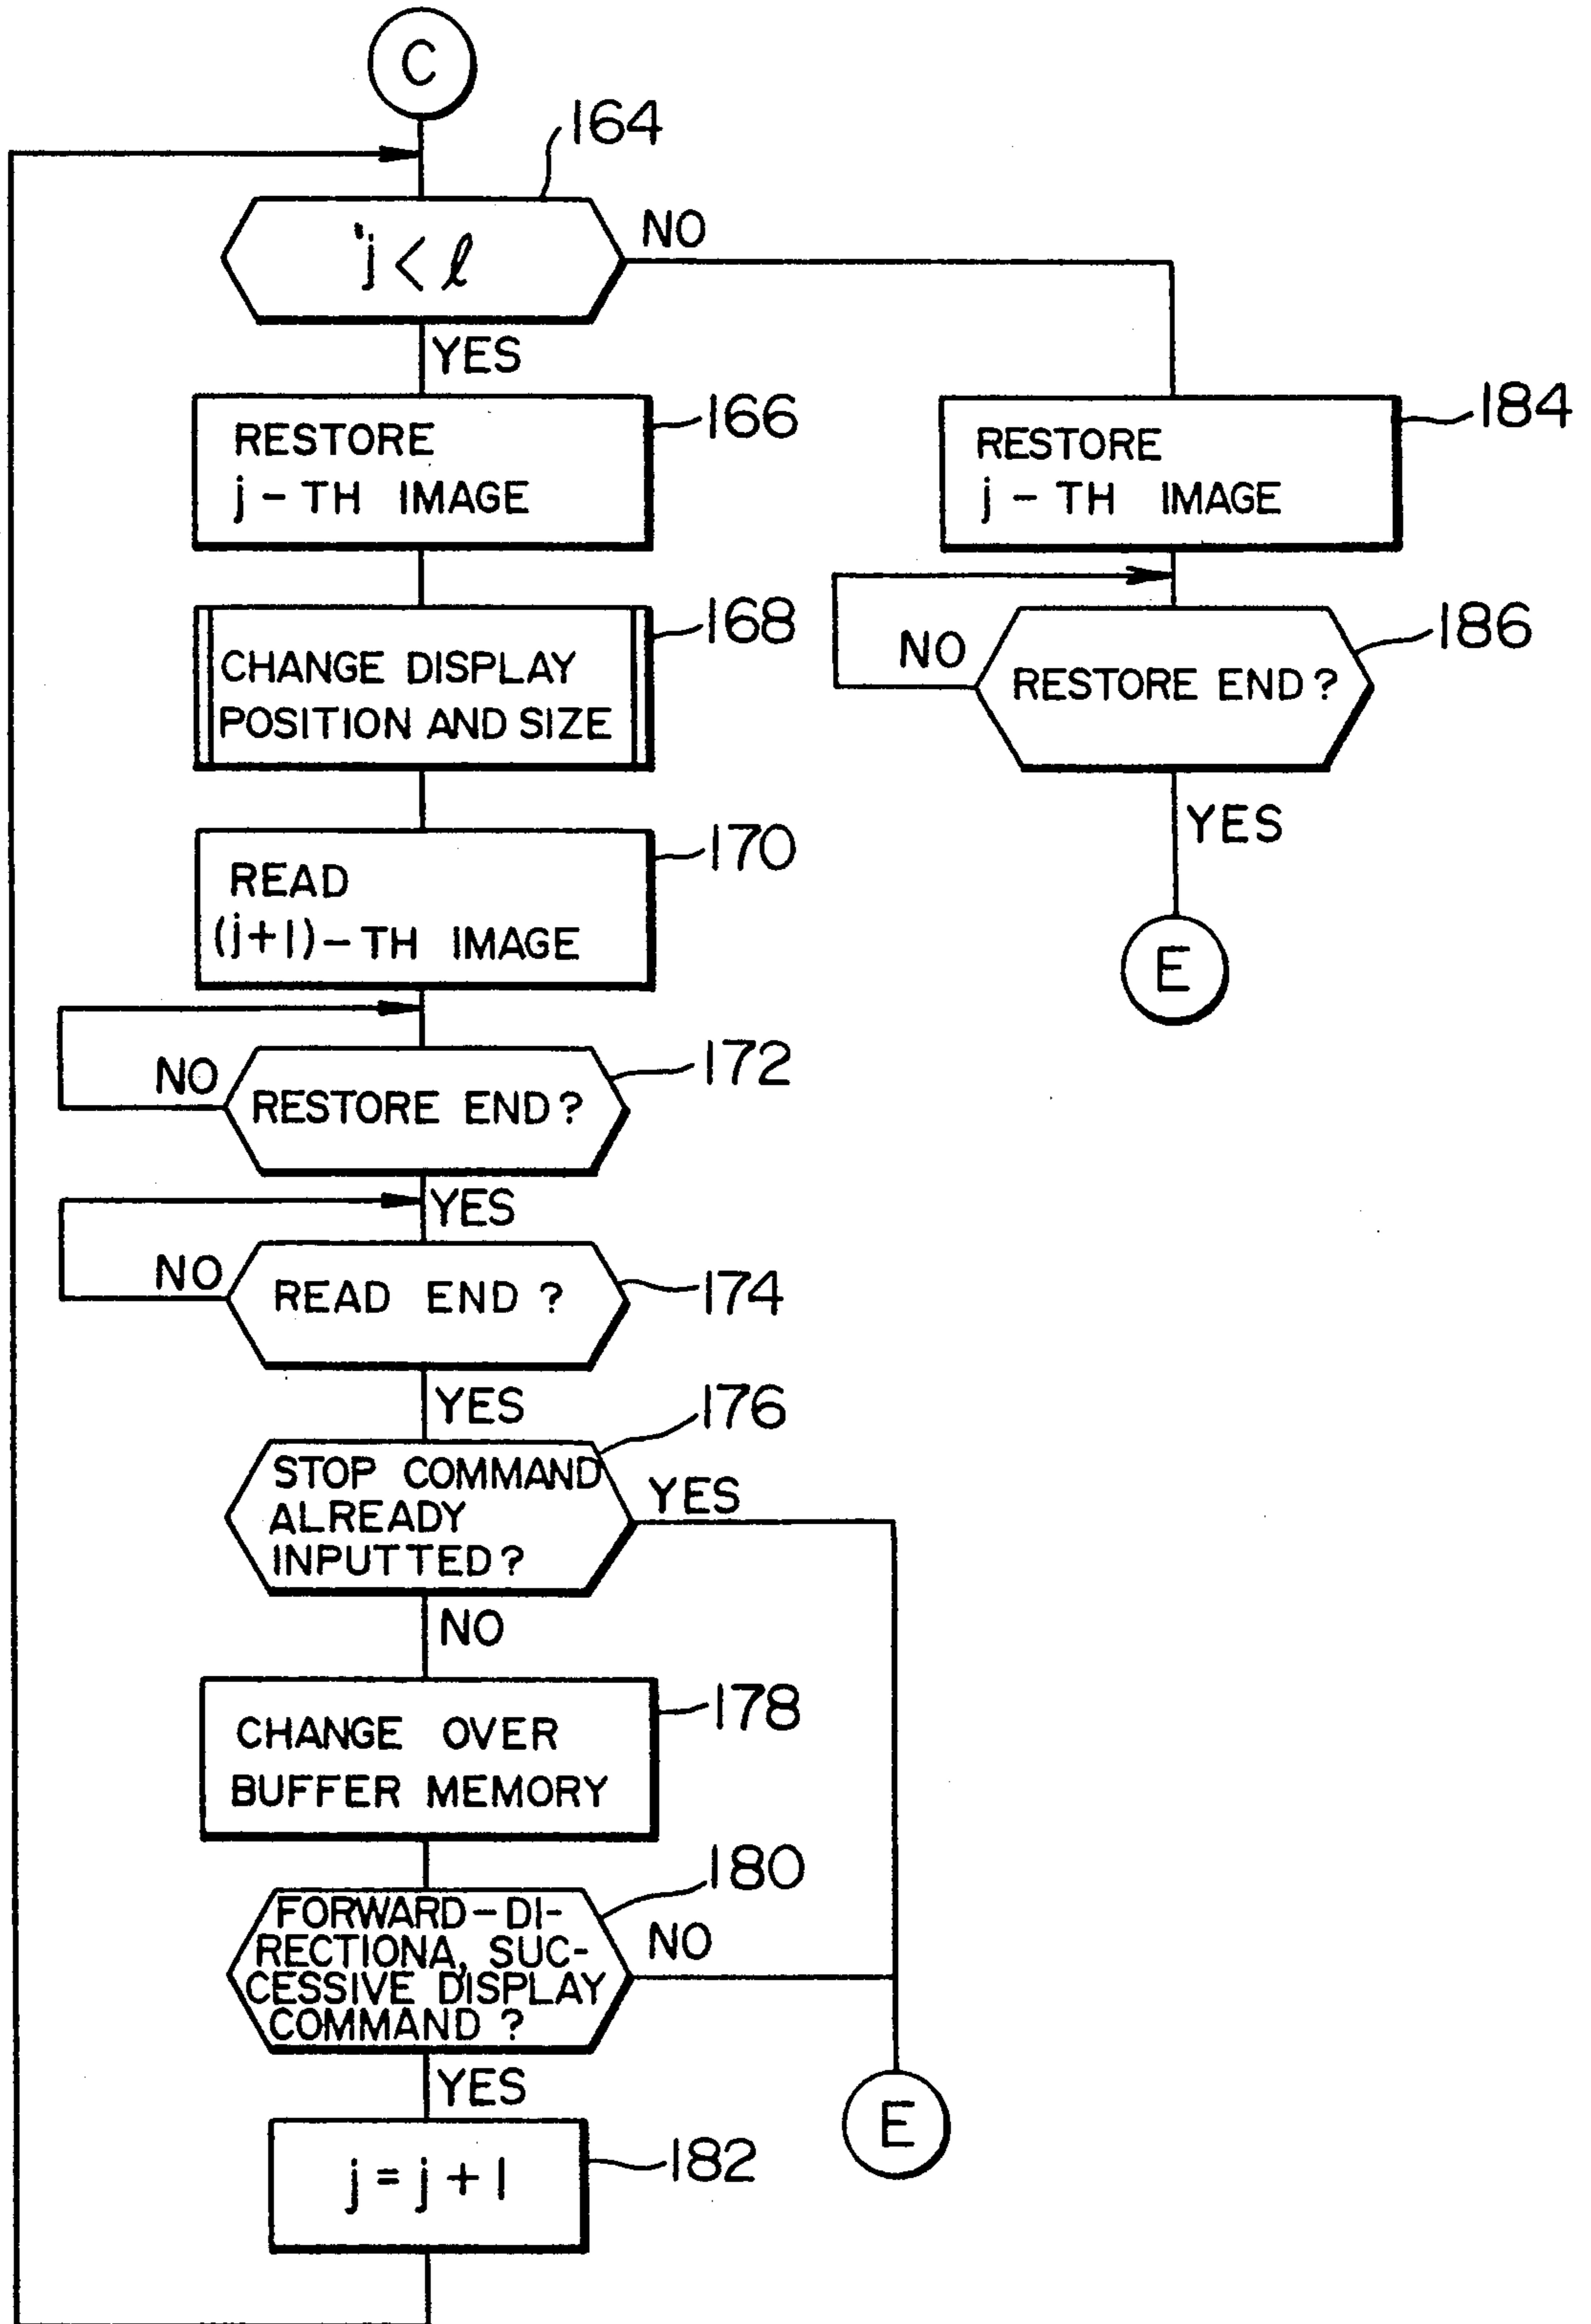 C
164
j < ℓ
NO
YES
RESTORE
j - TH IMAGE
166
RESTORE
j - TH IMAGE
184
CHANGE DISPLAY
POSITION AND SIZE
168
NO
RESTORE END?
186
YES
READ
(j+1) - TH IMAGE
170
E
NO
RESTORE END?
172
YES
NO
READ END ?
174
YES
STOP COMMAND
ALREADY
INPUTTED?
176
YES
NO
CHANGE OVER
BUFFER MEMORY
178
FORWARD-DI-
RECTIONA, SUC-
CESSIVE DISPLAY
COMMAND ?
180
NO
YES
E
j = j + 1
182